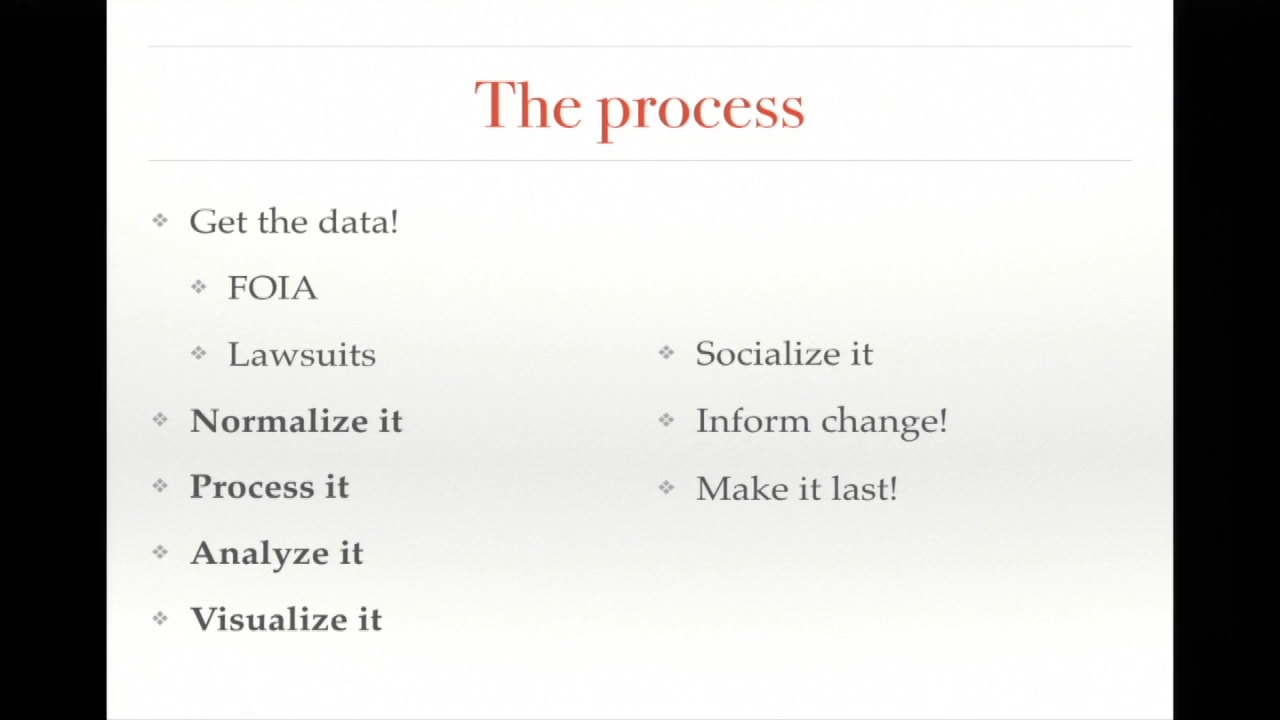 The process
Get the data!
FOIA
Lawsuits
Normalize it
Process it
Analyze it
Visualize it
Socialize it
Inform change!
Make it last!